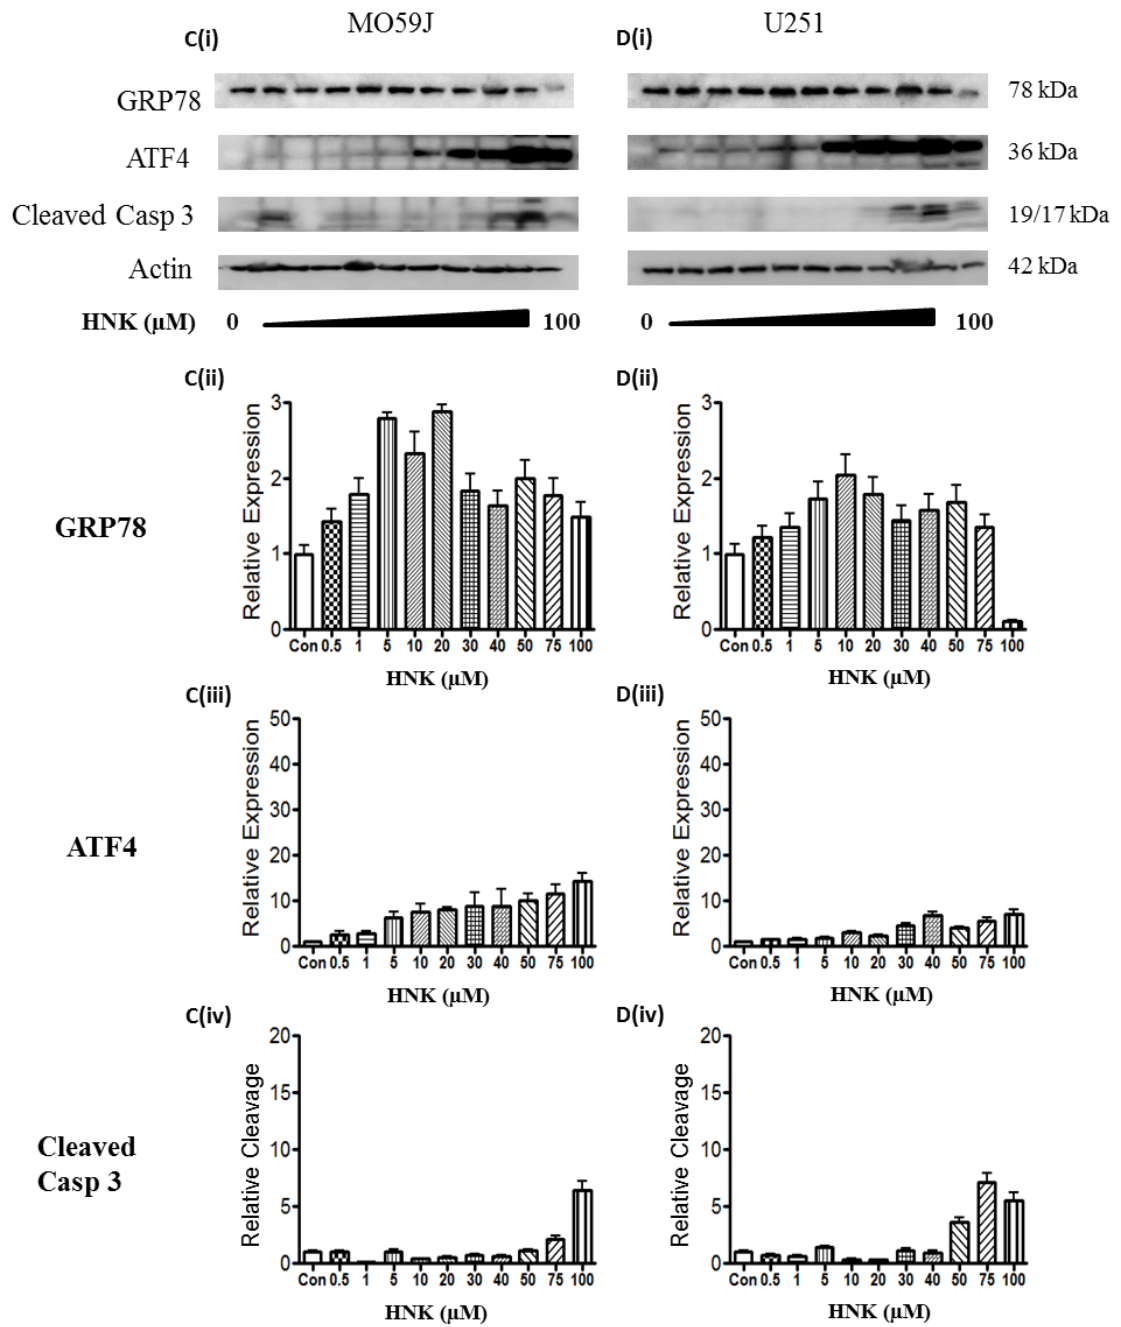 MO59J
U251
C(i)
D(i)
GRP78
78 kDa
ATF4
36 kDa
Cleaved Casp 3
19/17 kDa
Actin
42 kDa
HNK (μM) 0 100 0 100
C(ii)
D(ii)
GRP78
Relative Expression
3
2
1
0
Con 0.5 1 5 10 20 30 40 50 75 100
HNK (μM)
Relative Expression
3
2
1
0
Con 0.5 1 5 10 20 30 40 50 75 100
HNK (μM)
C(iii)
D(iii)
ATF4
Relative Expression
50
40
30
20
10
0
Con 0.5 1 5 10 20 30 40 50 75 100
HNK (μM)
Relative Expression
50
40
30
20
10
0
Con 0.5 1 5 10 20 30 40 50 75 100
HNK (μM)
C(iv)
D(iv)
Cleaved
Casp 3
Relative Cleavage
20
15
10
5
0
Con 0.5 1 5 10 20 30 40 50 75 100
HNK (μM)
Relative Cleavage
20
15
10
5
0
Con 0.5 1 5 10 20 30 40 50 75 100
HNK (μM)